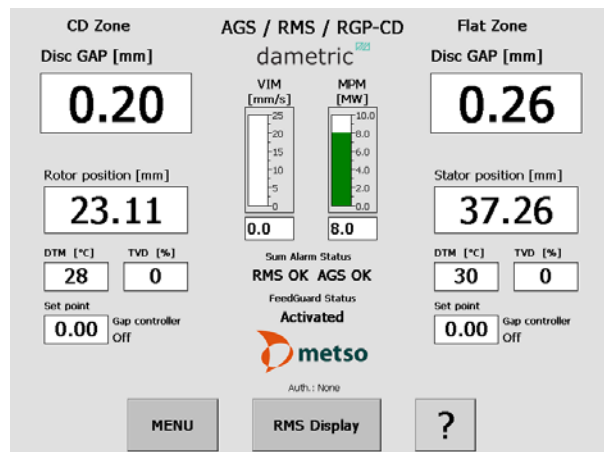 CD Zone
AGS / RMS / RGP-CD
Flat Zone
Disc GAP [mm]
dametric
Disc GAP [mm]
0.20
0.26
VIM
[mm/s]
MPM
[MW]
25
20
15
10
5
0
10.0
8.0
6.0
4.0
2.0
0.0
0.0
8.0
Rotor position [mm]
23.11
Stator position [mm]
37.26
DTM [°C]
TVD [%]
28
0
Sum Alarm Status
RMS OK AGS OK
DTM [°C]
TVD [%]
30
0
FeedGuard Status
Activated
Set point
0.00
Gap controller
Off
Set point
0.00
Gap controller
Off
metso
Auth.: None
MENU
RMS Display
?